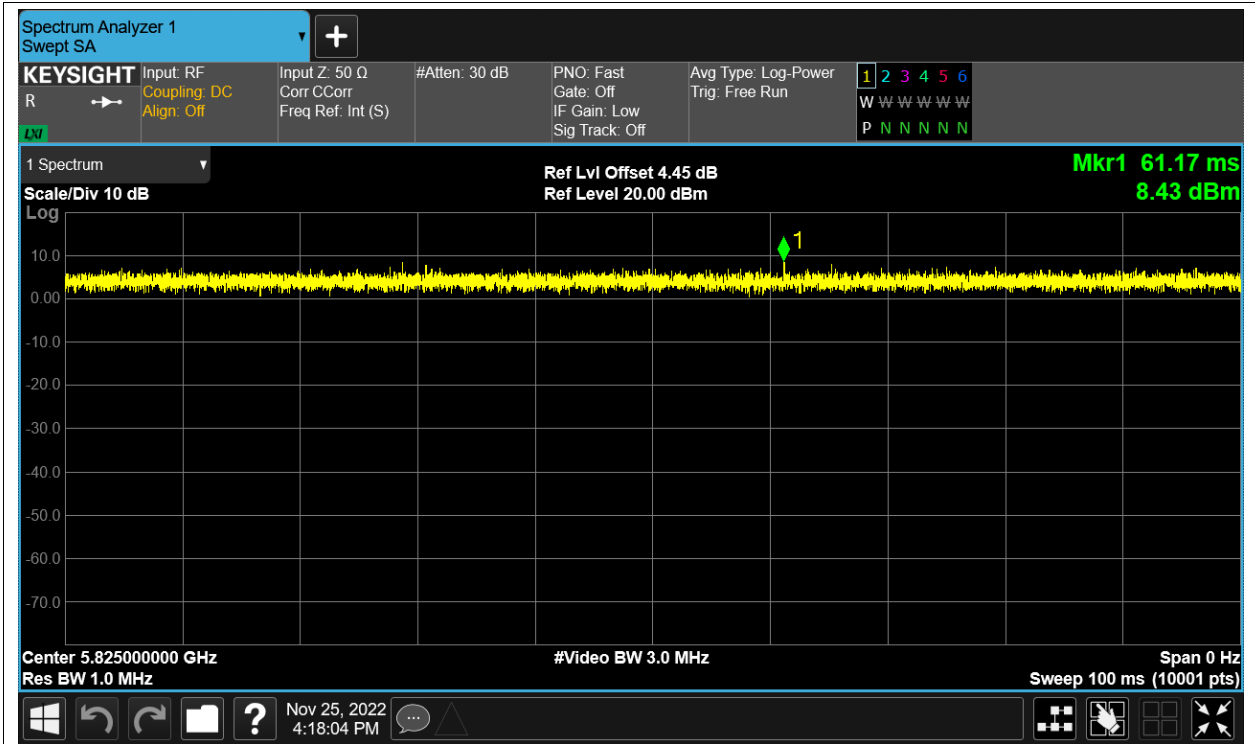 Spectrum Analyzer 1
Swept SA
KEYSIGHT
R
LXI
Input: RF
Coupling: DC
Align: Off
Input Z: 50 Ω
Corr CCorr
Freq Ref: Int (S)
#Atten: 30 dB
PNO: Fast
Gate: Off
IF Gain: Low
Sig Track: Off
Avg Type: Log-Power
Trig: Free Run
1 2 3 4 5 6
W W W W W W
P N N N N N
1 Spectrum
Scale/Div 10 dB
Ref Lvl Offset 4.45 dB
Ref Level 20.00 dBm
Mkr1 61.17 ms
8.43 dBm
Log
1
10.0
0.00
-10.0
-20.0
-30.0
-40.0
-50.0
-60.0
-70.0
Center 5.825000000 GHz
Res BW 1.0 MHz
#Video BW 3.0 MHz
Span 0 Hz
Sweep 100 ms (10001 pts)
?
Nov 25, 2022
4:18:04 PM